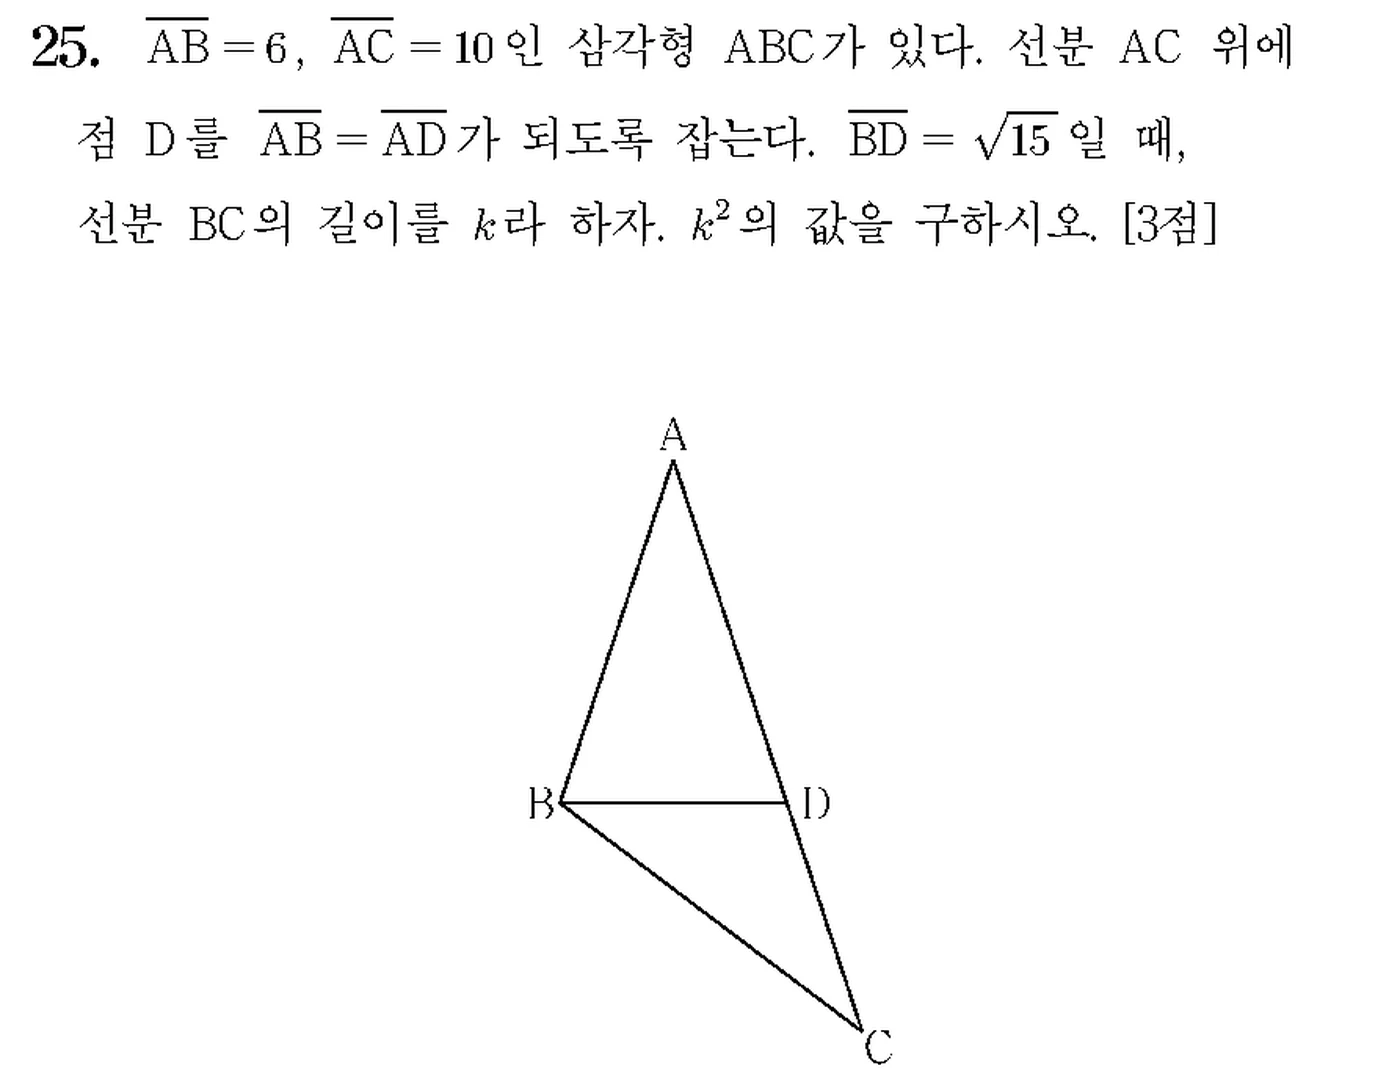 25. AB = 6, AC = 10인 삼각형 ABC가 있다. 선분 AC 위에
점 D를 AB = AD가 되도록 잡는다. BD = √15 일 때,
선분 BC의 길이를 k라 하자. k²의 값을 구하시오. [3점]
A
B
D
C